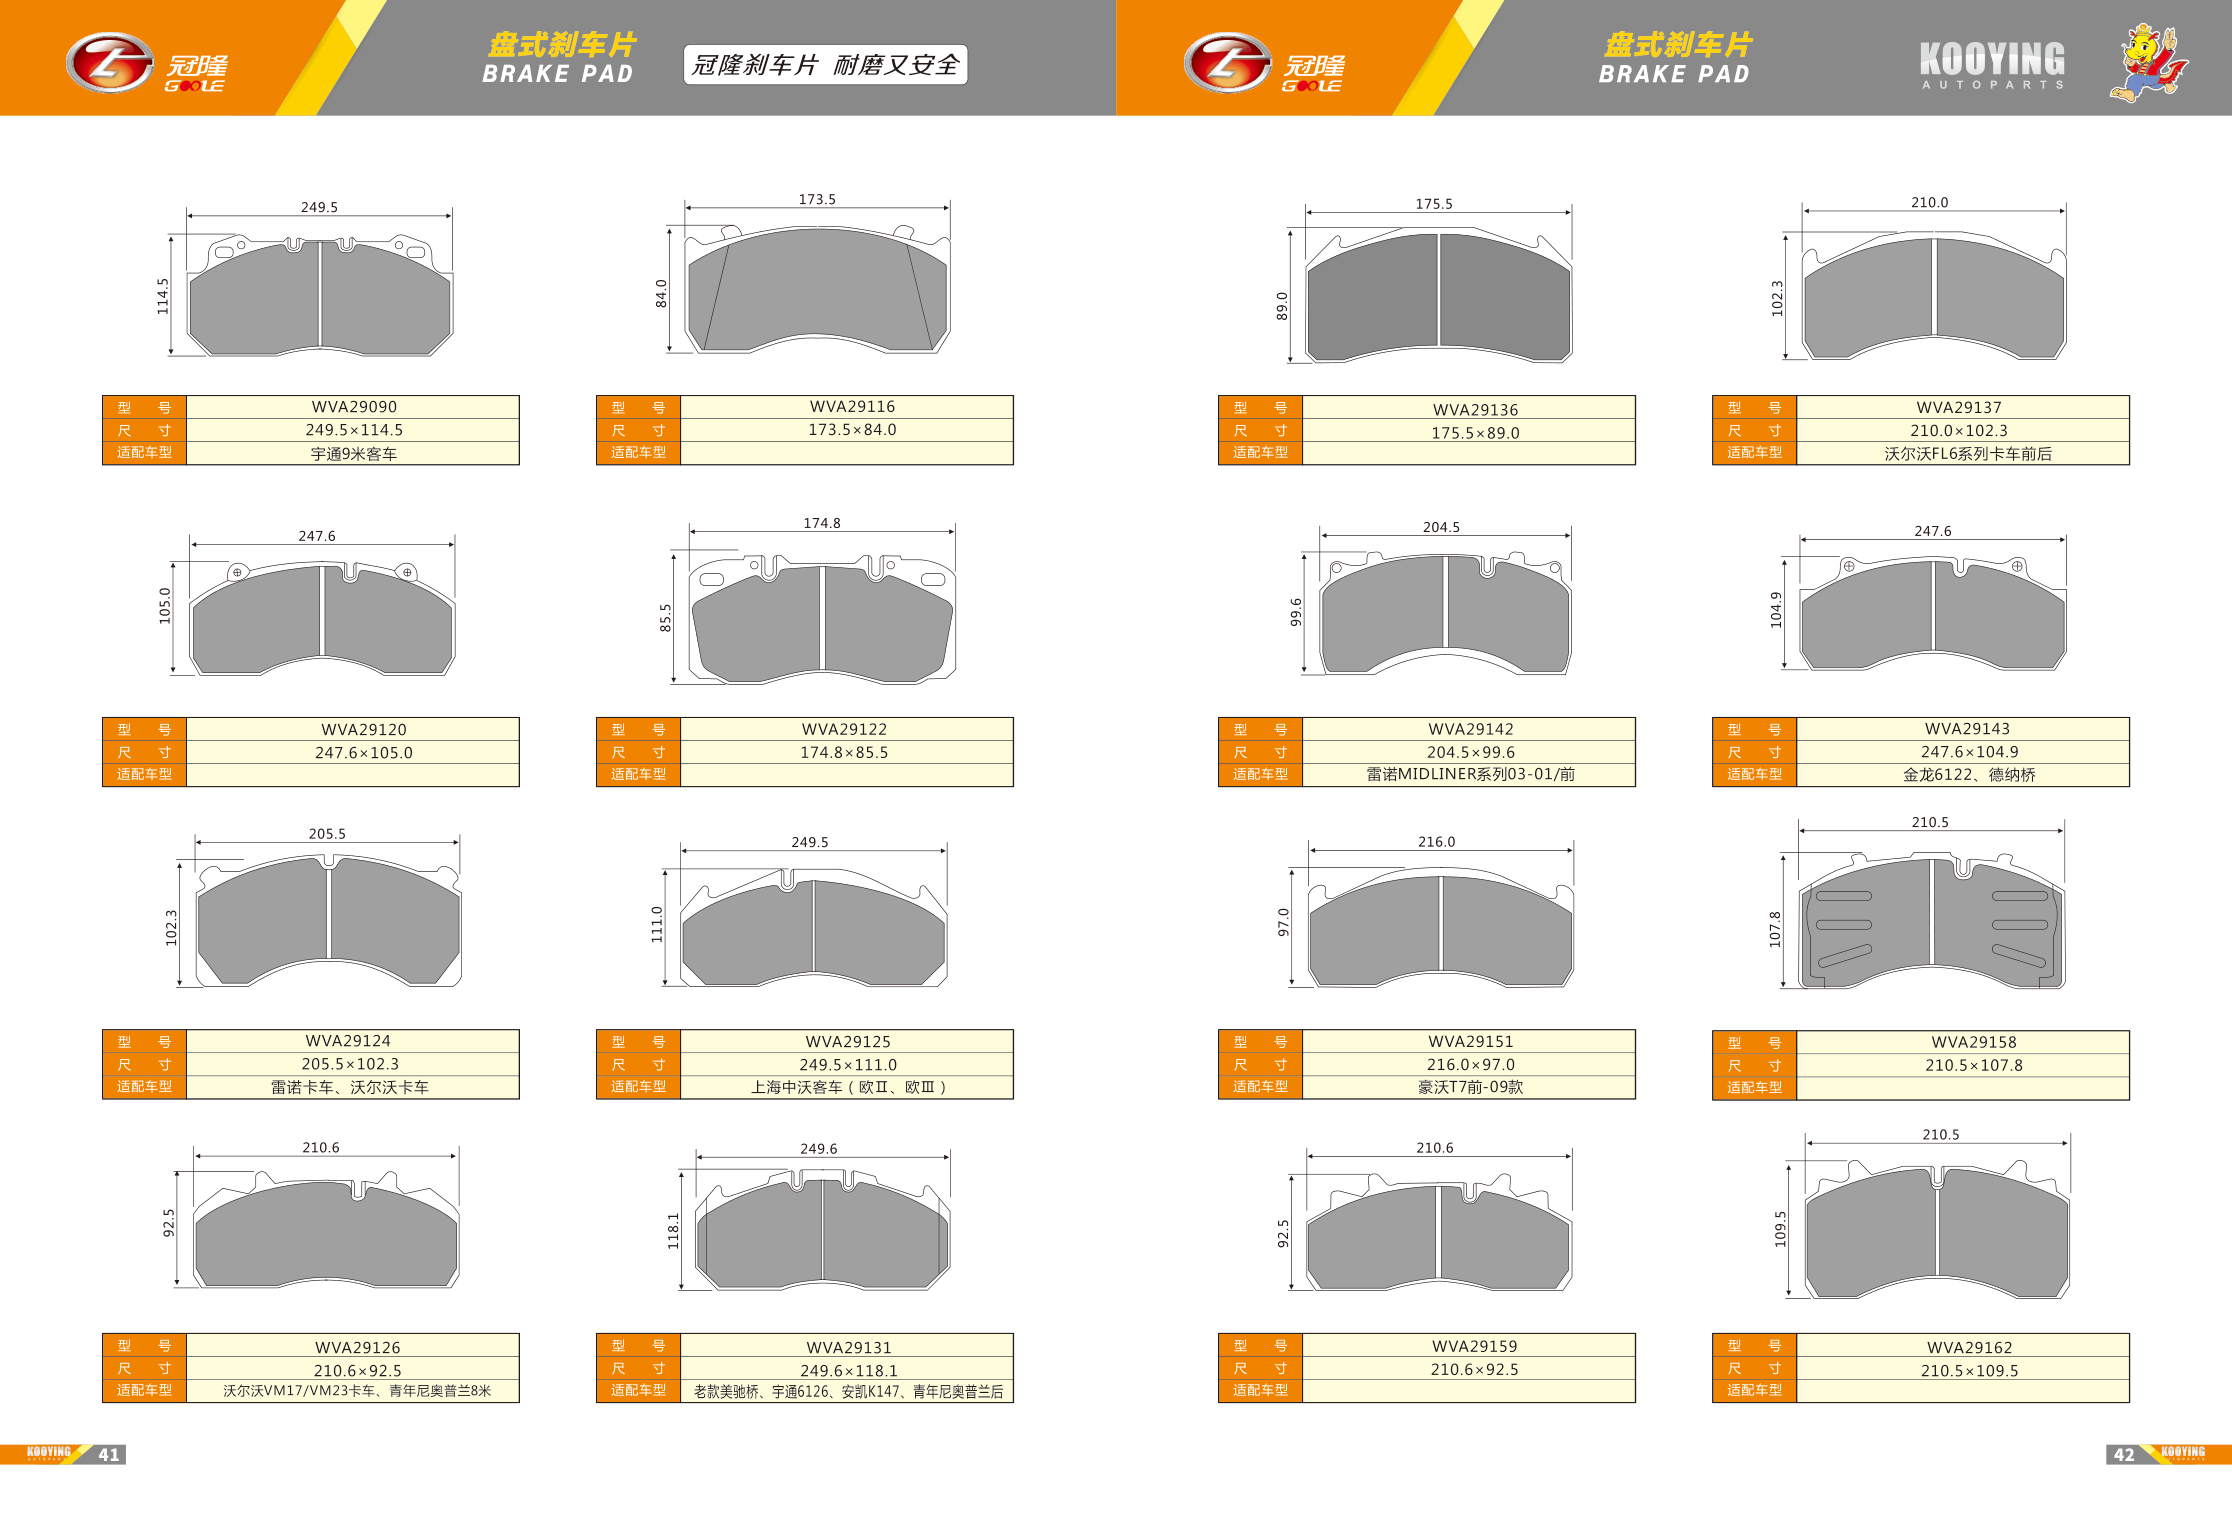 冠隆
GOOLE
盘式刹车片
BRAKE PAD
冠隆刹车片 耐磨又安全
249.5
114.5
型 号 WVA29090
尺 寸 249.5×114.5
适配车型 宇通9米客车
173.5
84.0
型 号 WVA29116
尺 寸 173.5×84.0
适配车型
247.6
105.0
型 号 WVA29120
尺 寸 247.6×105.0
适配车型
174.8
85.5
型 号 WVA29122
尺 寸 174.8×85.5
适配车型
205.5
102.3
型 号 WVA29124
尺 寸 205.5×102.3
适配车型 雷诺卡车、沃尔沃卡车
249.5
111.0
型 号 WVA29125
尺 寸 249.5×111.0
适配车型 上海中沃客车（欧Ⅱ、欧Ⅲ）
210.6
92.5
型 号 WVA29126
尺 寸 210.6×92.5
适配车型 沃尔沃VM17/VM23卡车、青年尼奥普兰8米
249.6
118.1
型 号 WVA29131
尺 寸 249.6×118.1
适配车型 老款美驰桥、宇通6126、安凯K147、青年尼奥普兰后
KOOYING
AUTOPARTS
41
冠隆
GOOLE
盘式刹车片
BRAKE PAD
KOOYING
AUTOPARTS
175.5
89.0
型 号 WVA29136
尺 寸 175.5×89.0
适配车型
210.0
102.3
型 号 WVA29137
尺 寸 210.0×102.3
适配车型 沃尔沃FL6系列卡车前后
204.5
99.6
型 号 WVA29142
尺 寸 204.5×99.6
适配车型 雷诺MIDLINER系列03-01/前
247.6
104.9
型 号 WVA29143
尺 寸 247.6×104.9
适配车型 金龙6122、德纳桥
216.0
97.0
型 号 WVA29151
尺 寸 216.0×97.0
适配车型 豪沃T7前-09款
210.5
107.8
型 号 WVA29158
尺 寸 210.5×107.8
适配车型
210.6
92.5
型 号 WVA29159
尺 寸 210.6×92.5
适配车型
210.5
109.5
型 号 WVA29162
尺 寸 210.5×109.5
适配车型
42
KOOYING
AUTOPARTS